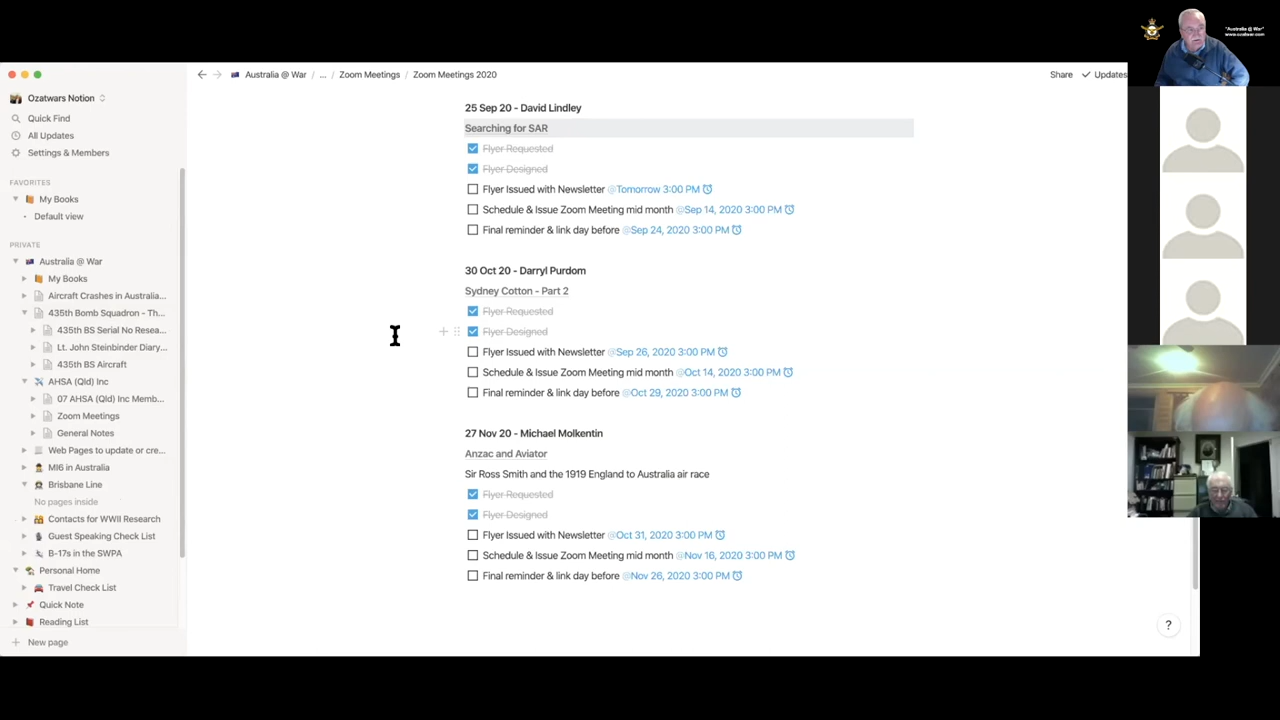 "Australia @ War"
www.ozatwar.com
Australia @ War / ... / Zoom Meetings / Zoom Meetings 2020
Share
Updates
Ozatwars Notion
Quick Find
All Updates
Settings & Members
FAVORITES
My Books
Default view
PRIVATE
Australia @ War
My Books
Aircraft Crashes in Australia...
435th Bomb Squadron - Th...
435th BS Serial No Resea...
Lt. John Steinbinder Diary...
435th BS Aircraft
AHSA (Qld) Inc
07 AHSA (Qld) Inc Memb...
Zoom Meetings
General Notes
Web Pages to update or cre...
MI6 in Australia
Brisbane Line
No pages inside
Contacts for WWII Research
Guest Speaking Check List
B-17s in the SWPA
Personal Home
Travel Check List
Quick Note
Reading List
+ New page
25 Sep 20 - David Lindley
Searching for SAR
Flyer Requested
Flyer Designed
Flyer Issued with Newsletter @Tomorrow 3:00 PM
Schedule & Issue Zoom Meeting mid month @Sep 14, 2020 3:00 PM
Final reminder & link day before @Sep 24, 2020 3:00 PM
30 Oct 20 - Darryl Purdom
Sydney Cotton - Part 2
Flyer Requested
Flyer Designed
Flyer Issued with Newsletter @Sep 26, 2020 3:00 PM
Schedule & Issue Zoom Meeting mid month @Oct 14, 2020 3:00 PM
Final reminder & link day before @Oct 29, 2020 3:00 PM
27 Nov 20 - Michael Molkentin
Anzac and Aviator
Sir Ross Smith and the 1919 England to Australia air race
Flyer Requested
Flyer Designed
Flyer Issued with Newsletter @Oct 31, 2020 3:00 PM
Schedule & Issue Zoom Meeting mid month @Nov 16, 2020 3:00 PM
Final reminder & link day before @Nov 26, 2020 3:00 PM
?